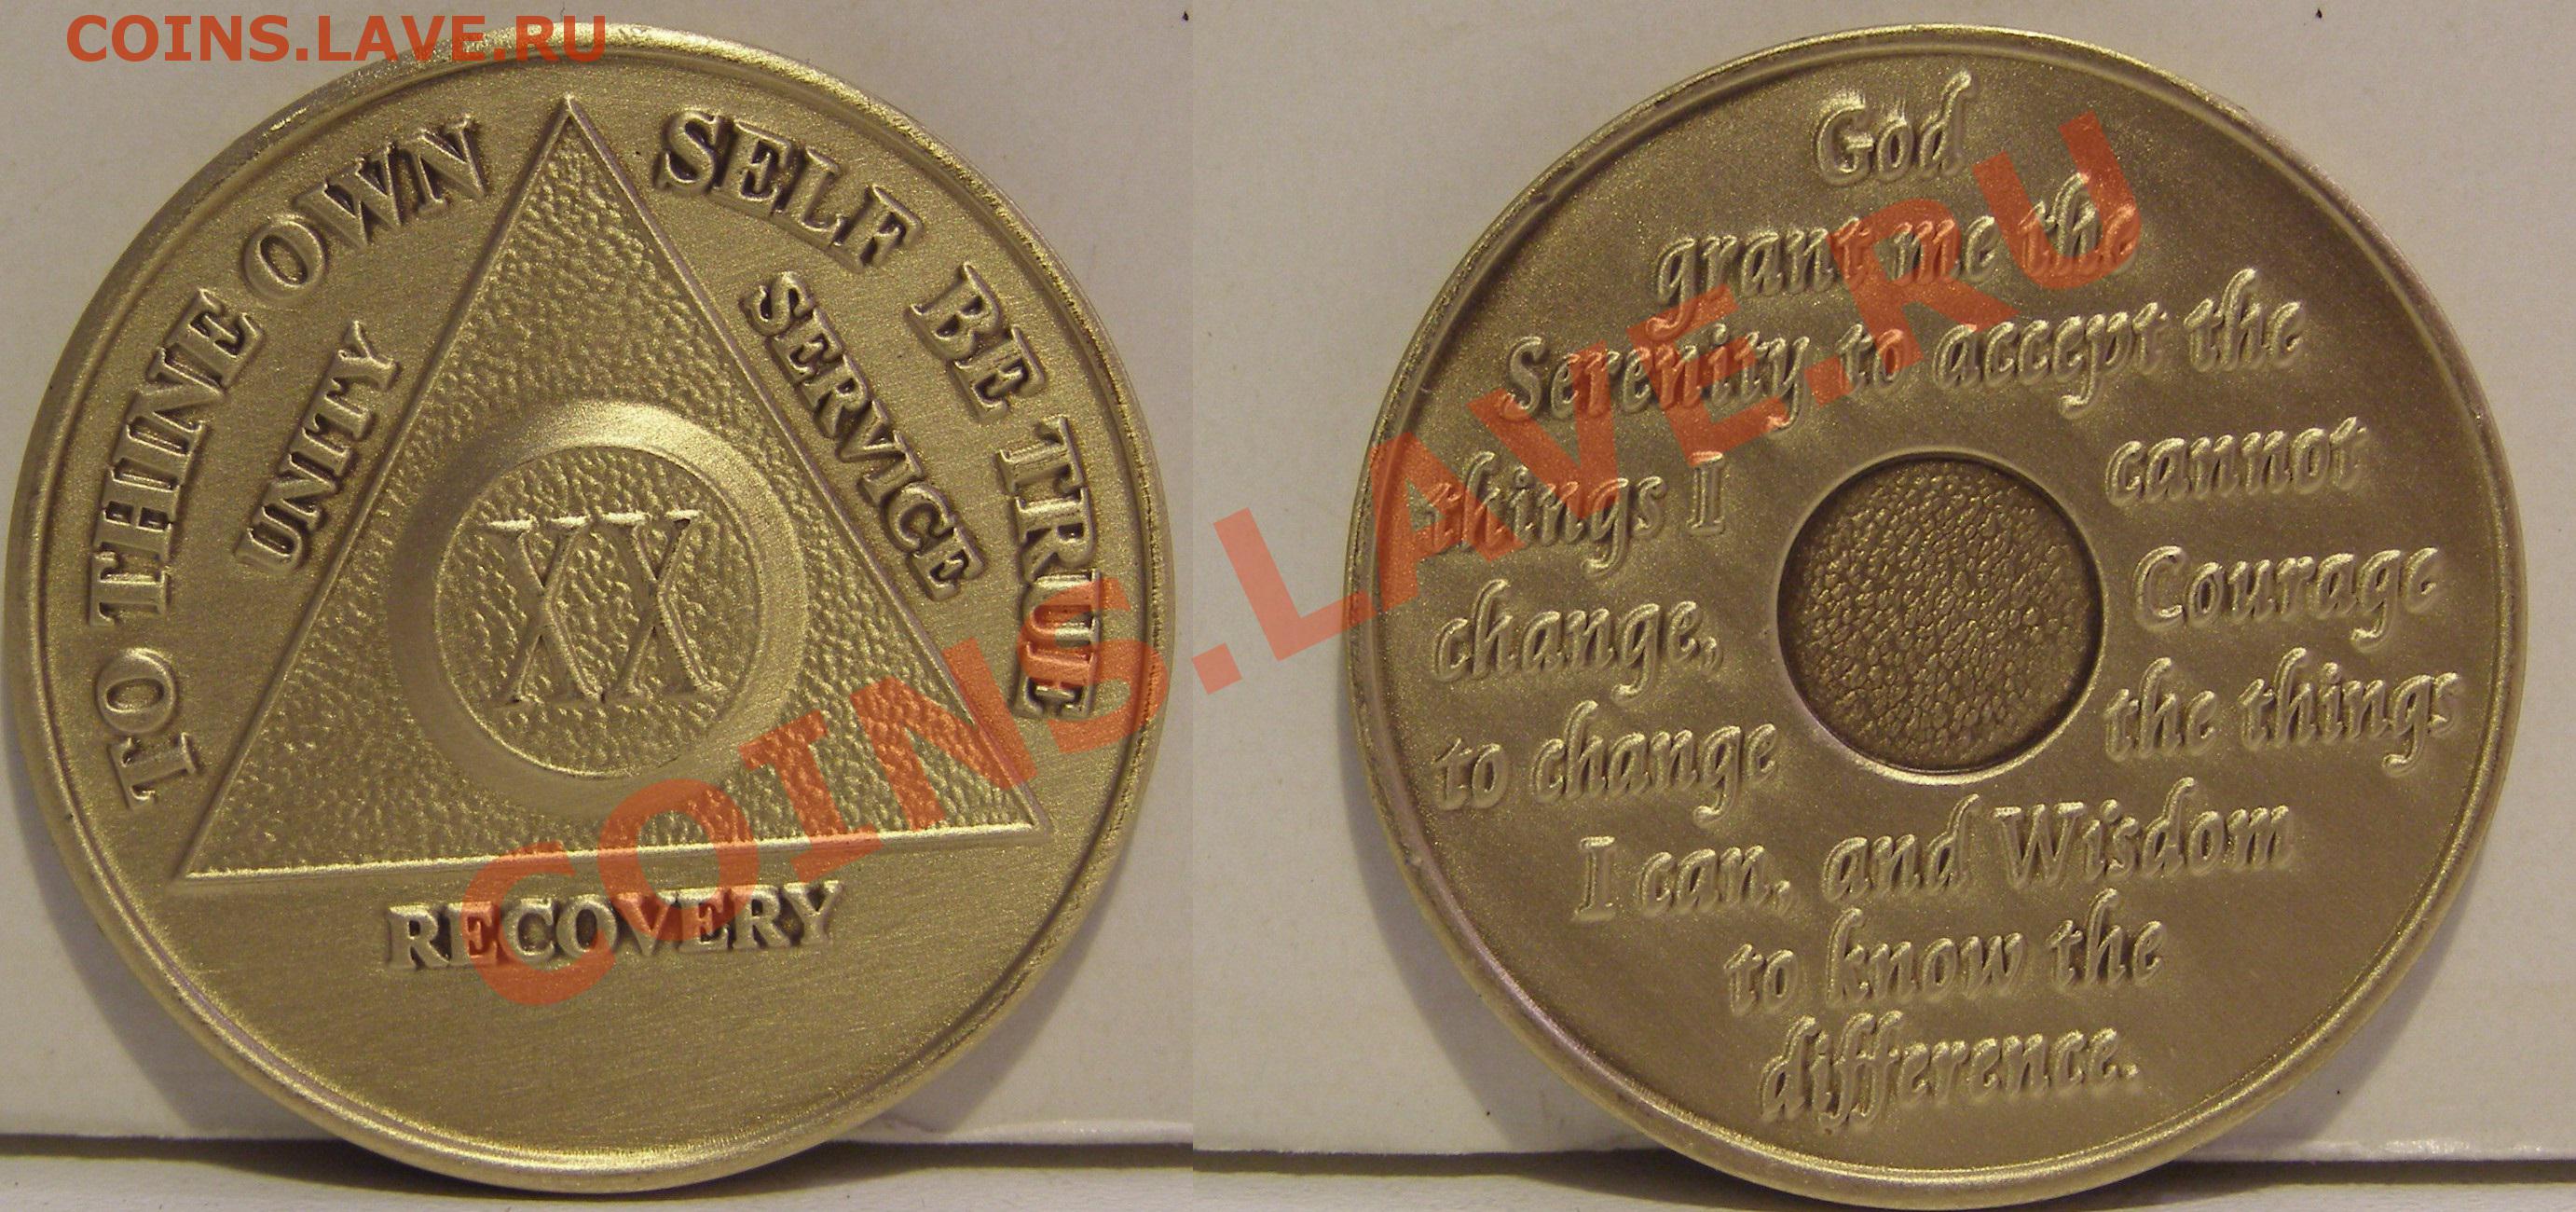 COINS.LAVE.RU
TO THINE OWN SELF BE TRUE
UNITY
SERVICE
XX
RECOVERY
God
grant me the
Serenity to accept the
things I cannot
change, Courage
to change the things
I can, and Wisdom
to know the
difference.
COINS.LAVE.RU